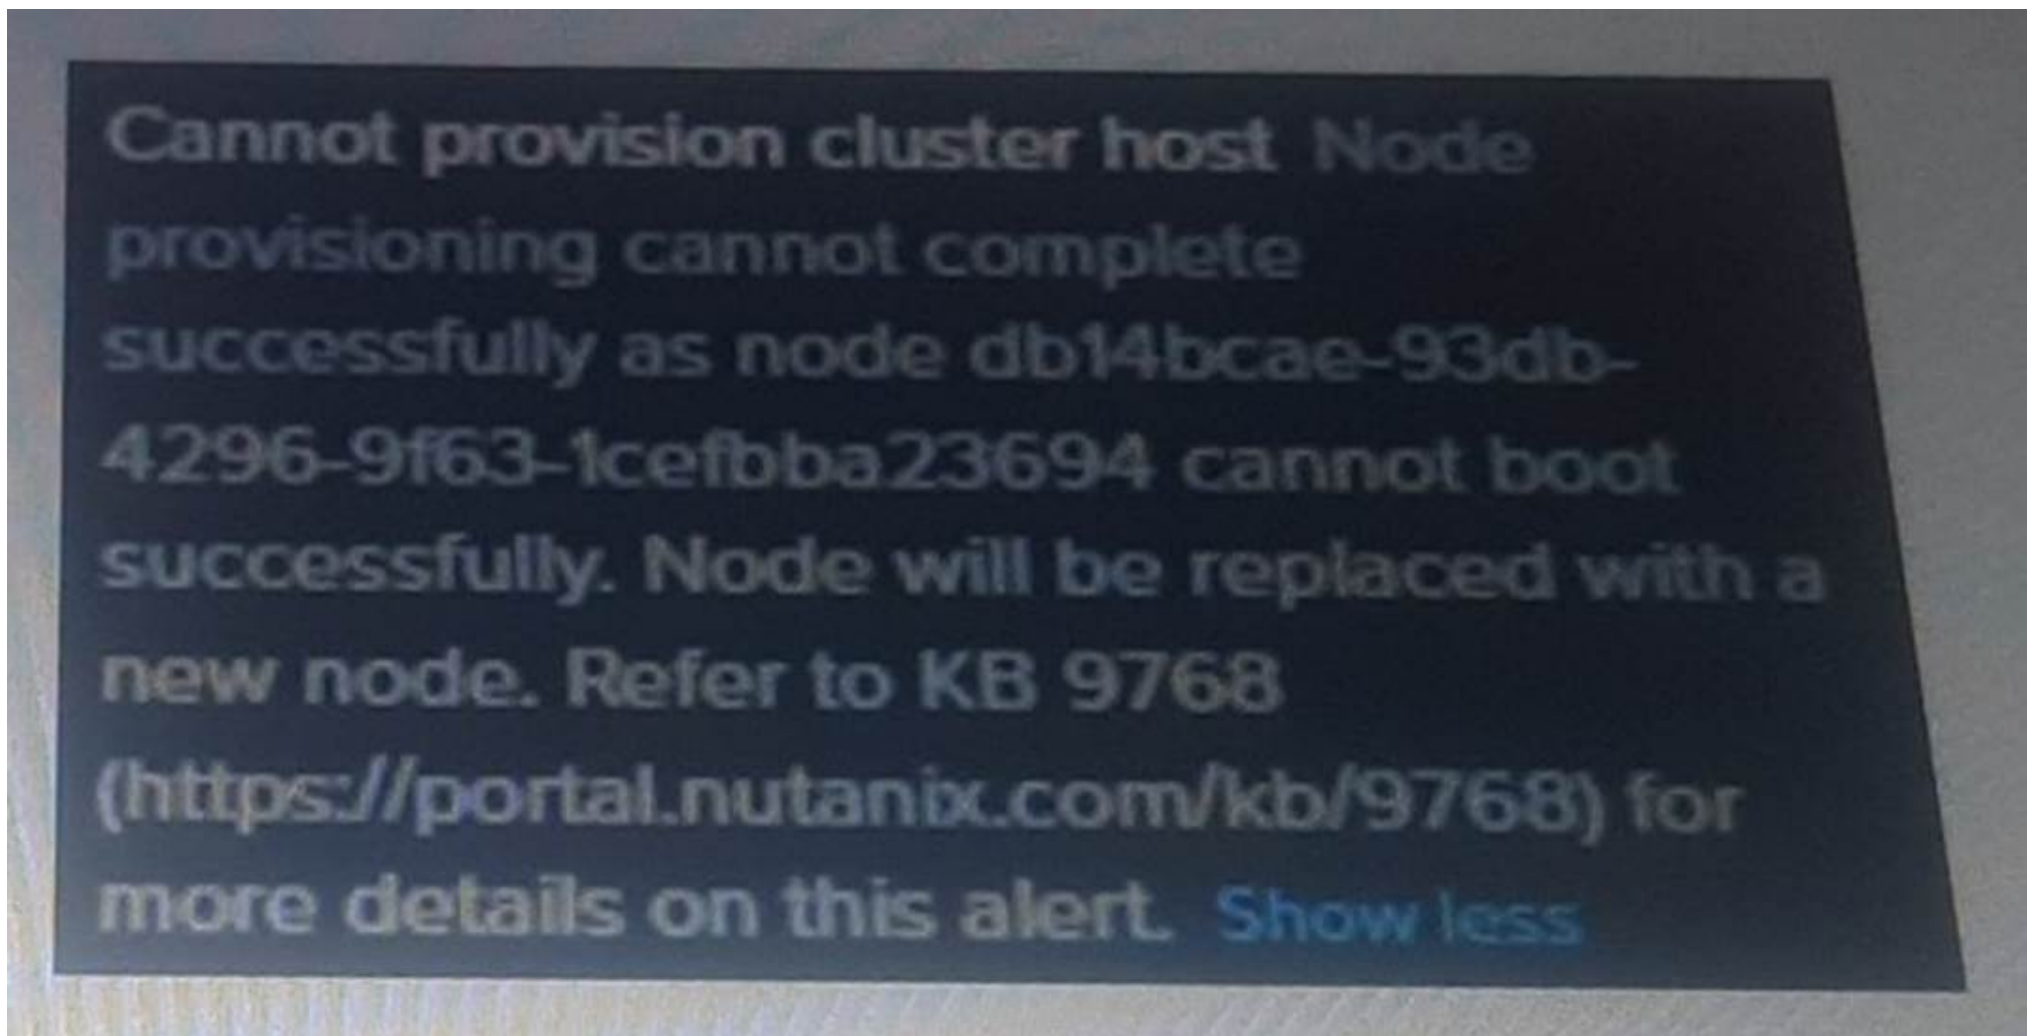 Cannot provision cluster host Node
provisioning cannot complete
successfully as node db14bcae-93db-
4296-9f63-1cefbba23694 cannot boot
successfully. Node will be replaced with a
new node. Refer to KB 9768
(https://portal.nutanix.com/kb/9768) for
more details on this alert. Show less